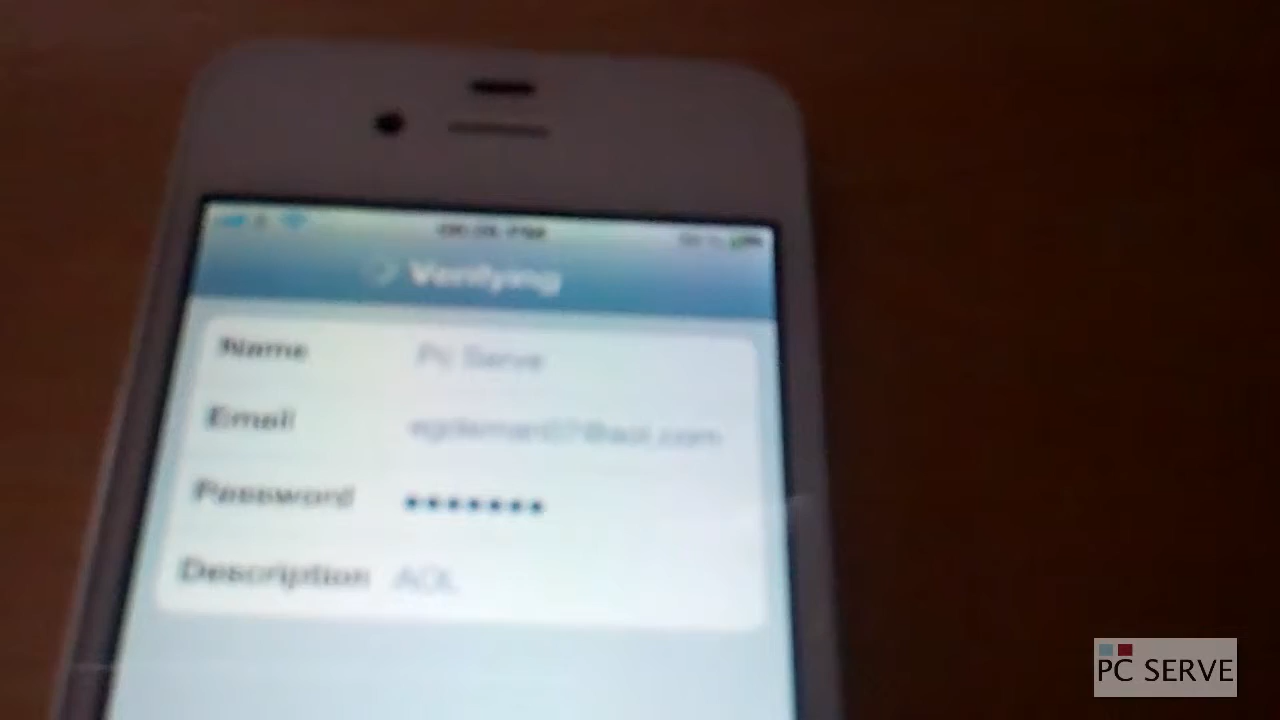 Verifying
Name Pc Serve
Email
Password •••••••
Description AOL
PC SERVE